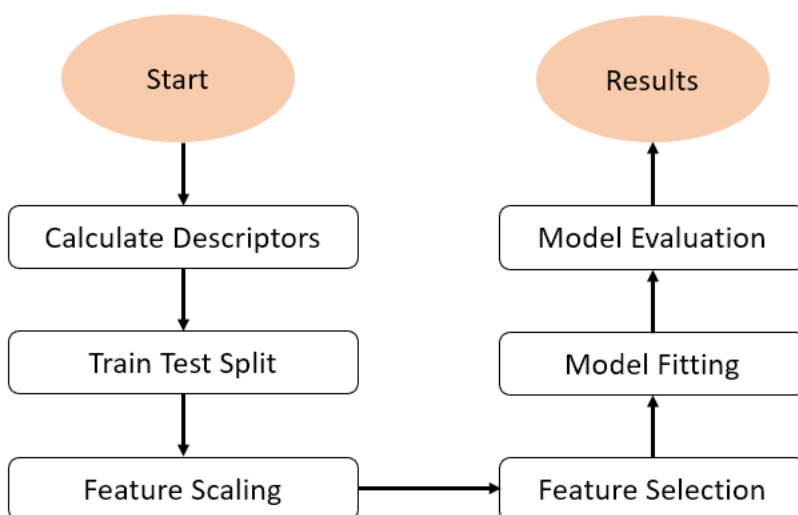 Start
Calculate Descriptors
Train Test Split
Feature Scaling
Feature Selection
Model Fitting
Model Evaluation
Results